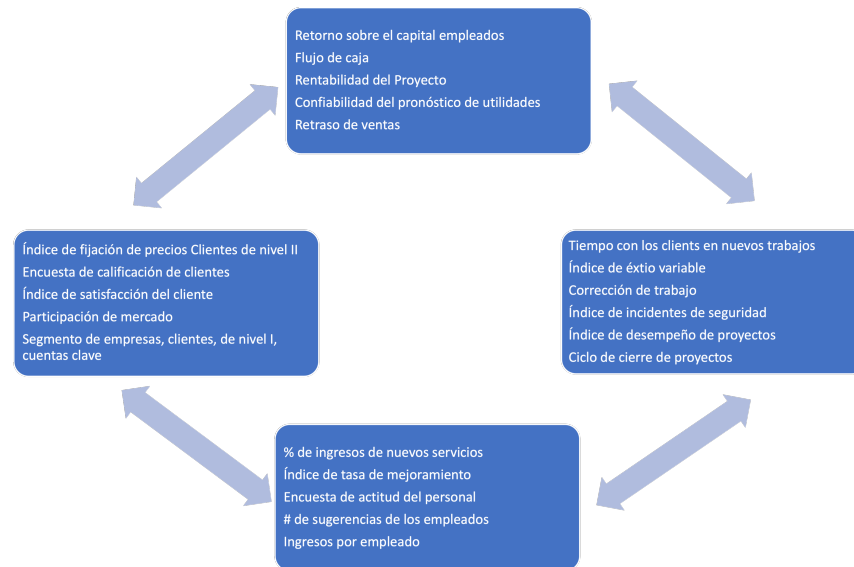 Retorno sobre el capital empleados
Flujo de caja
Rentabilidad del Proyecto
Confiabilidad del pronóstico de utilidades
Retraso de ventas
Índice de fijación de precios Clientes de nivel II
Encuesta de calificación de clientes
Índice de satisfacción del cliente
Participación de mercado
Segmento de empresas, clientes, de nivel I,
cuentas clave
Tiempo con los clients en nuevos trabajos
Índice de éxtio variable
Corrección de trabajo
Índice de incidentes de seguridad
Índice de desempeño de proyectos
Ciclo de cierre de proyectos
% de ingresos de nuevos servicios
Índice de tasa de mejoramiento
Encuesta de actitud del personal
# de sugerencias de los empleados
Ingresos por empleado